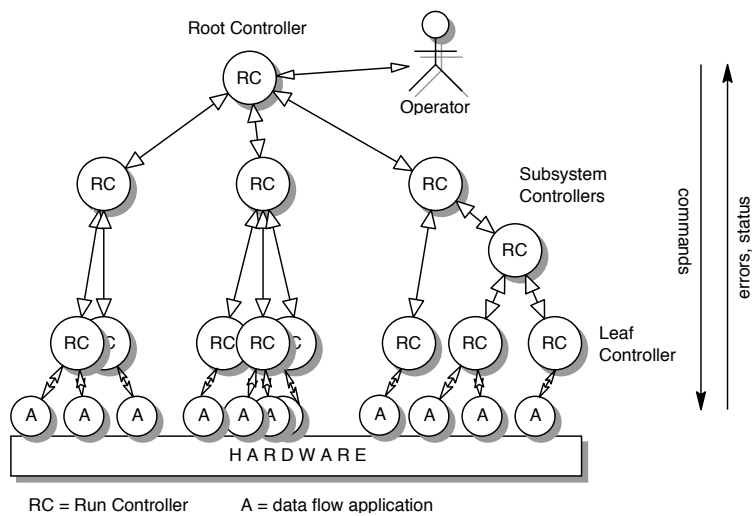 Root Controller
RC
Operator
RC
RC
RC
Subsystem
Controllers
RC
commands
errors, status
RC
C
RC
RC
C
RC
RC
RC
Leaf
Controller
A
A
A
A
A
A
A
A
A
A
HARDWARE
RC = Run Controller
A = data flow application